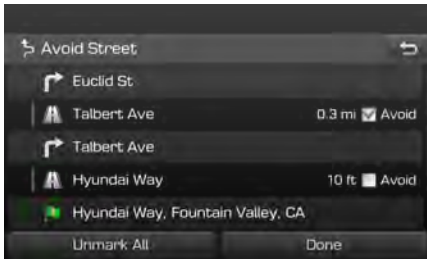 Avoid Street
Euclid St
Talbert Ave 0.3 mi Avoid
Talbert Ave
Hyundai Way 10 ft Avoid
Hyundai Way, Fountain Valley, CA
Unmark All Done